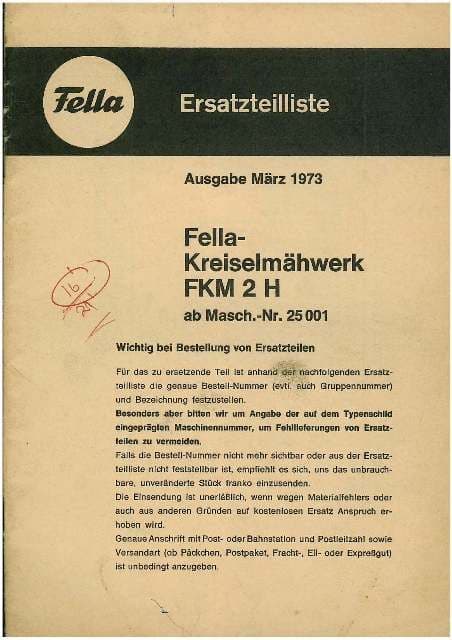 Fella
Ersatzteilliste
Ausgabe März 1973
Fella-
Kreiselmähwerk
FKM 2 H
ab Masch.-Nr. 25 001
Wichtig bei Bestellung von Ersatzteilen
Für das zu ersetzende Teil ist anhand der nachfolgenden Ersatz-
teilliste die genaue Bestell-Nummer (evtl. auch Gruppennummer)
und Bezeichnung festzustellen.
Besonders aber bitten wir um Angabe der auf dem Typenschild
eingeprägten Maschinennummer, um Fehllieferungen von Ersatz-
teilen zu vermeiden.
Falls die Bestell-Nummer nicht mehr sichtbar oder aus der Ersatz-
teilliste nicht feststellbar ist, empfiehlt es sich, uns das unbrauch-
bare, unveränderte Stück franko einzusenden.
Die Einsendung ist unerläßlich, wenn wegen Materialfehlers oder
auch aus anderen Gründen auf kostenlosen Ersatz Anspruch er-
hoben wird.
Genaue Anschrift mit Post- oder Bahnstation und Postleitzahl sowie
Versandart (ob Päckchen, Postpaket, Fracht-, Eil- oder Expreßgut)
ist unbedingt anzugeben.